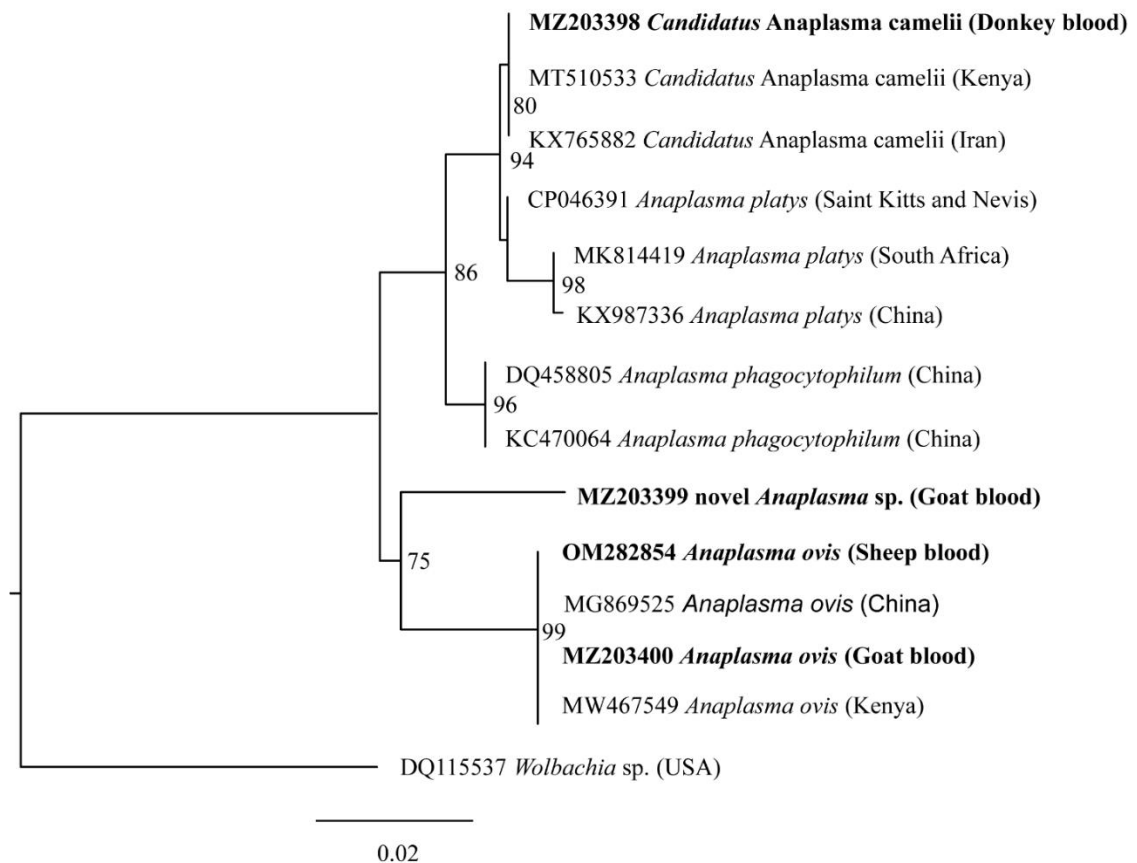 MZ203398 Candidatus Anaplasma camelii (Donkey blood)
MT510533 Candidatus Anaplasma camelii (Kenya)
80
KX765882 Candidatus Anaplasma camelii (Iran)
94
CP046391 Anaplasma platys (Saint Kitts and Nevis)
MK814419 Anaplasma platys (South Africa)
86
98
KX987336 Anaplasma platys (China)
DQ458805 Anaplasma phagocytophilum (China)
96
KC470064 Anaplasma phagocytophilum (China)
MZ203399 novel Anaplasma sp. (Goat blood)
OM282854 Anaplasma ovis (Sheep blood)
75
MG869525 Anaplasma ovis (China)
99
MZ203400 Anaplasma ovis (Goat blood)
MW467549 Anaplasma ovis (Kenya)
DQ115537 Wolbachia sp. (USA)
0.02